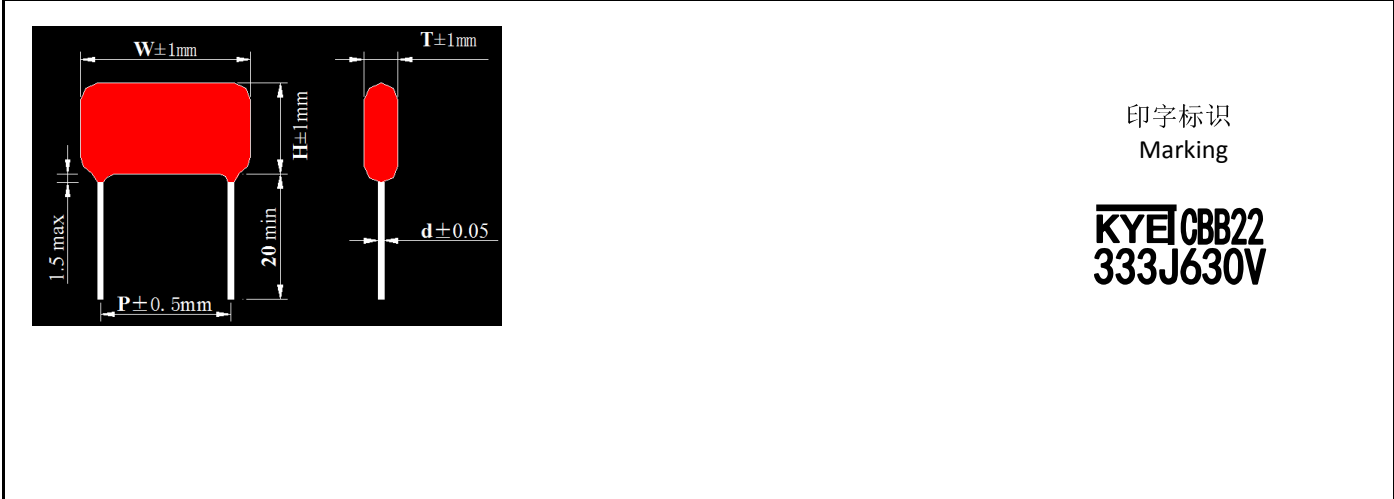 W±1mm
T±1mm
H±1mm
1.5 max
20 min
d±0.05
P±0.5mm
印字标识
Marking
KYET CBB22
333J630V